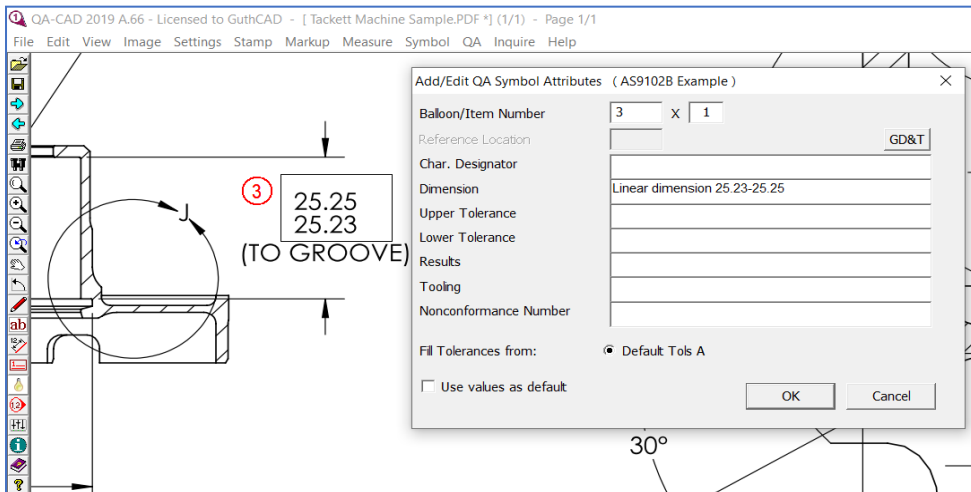 QA-CAD 2019 A.66 - Licensed to GuthCAD - [ Tackett Machine Sample.PDF *] (1/1) - Page 1/1
File Edit View Image Settings Stamp Markup Measure Symbol QA Inquire Help
Add/Edit QA Symbol Attributes ( AS9102B Example )
Balloon/Item Number 3 X 1
Reference Location GD&T
Char. Designator
Dimension Linear dimension 25.23-25.25
Upper Tolerance
Lower Tolerance
Results
Tooling
Nonconformance Number
Fill Tolerances from: Default Tols A
Use values as default
OK Cancel
3 25.25
25.23
(TO GROOVE)
J
30°
ab